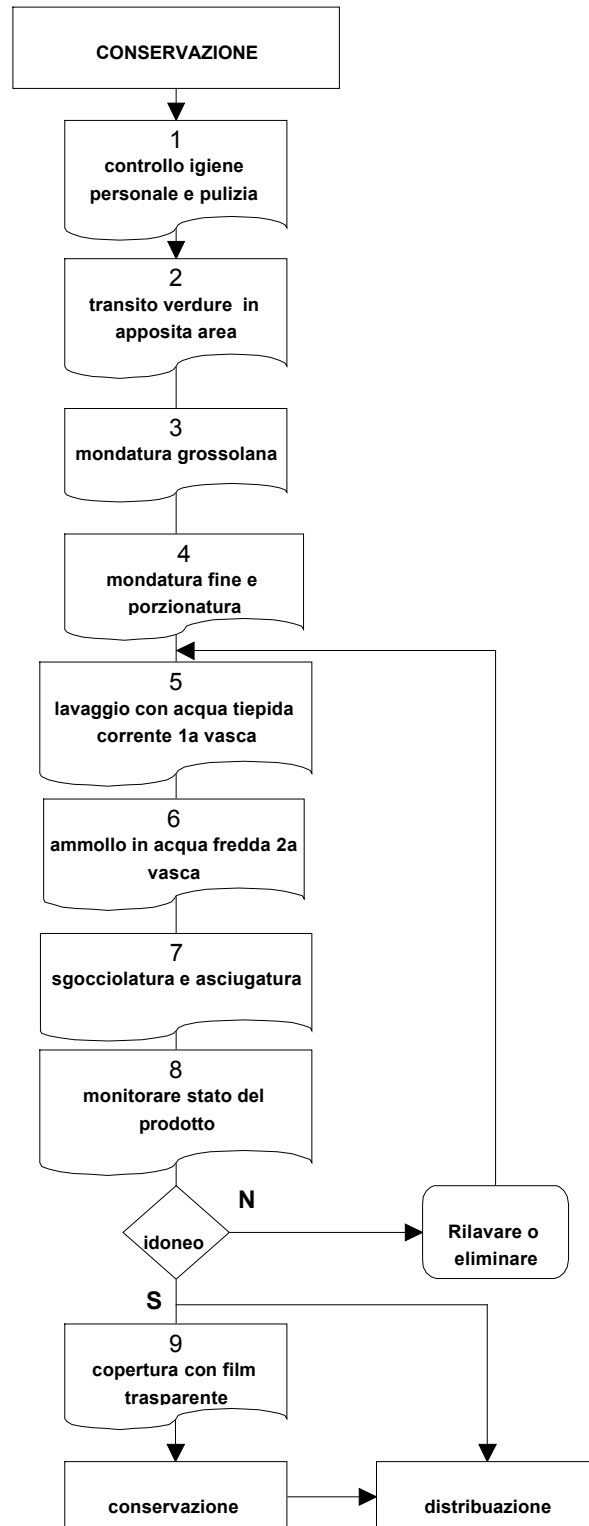 CONSERVAZIONE
1
controllo igiene
personale e pulizia
2
transito verdure in
apposita area
3
mondatura grossolana
4
mondatura fine e
porzionatura
5
lavaggio con acqua tiepida
corrente 1a vasca
6
ammollo in acqua fredda 2a
vasca
7
sgocciolatura e asciugatura
8
monitorare stato del
prodotto
N
idoneo
Rilavare o
eliminare
S
9
copertura con film
trasparente
conservazione
distribuazione